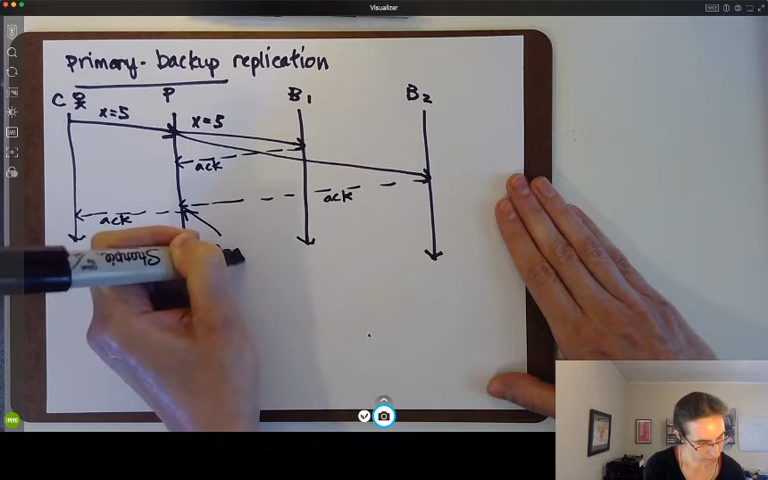 Visualizer
primary-backup replication
C P B1 B2
x=5 x=5
ack
ack
ack
Sharpie